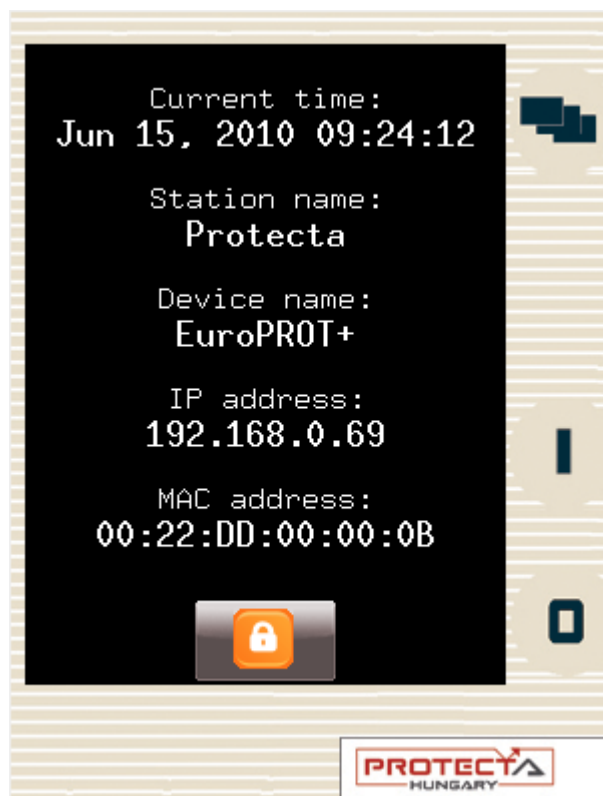 Current time:
Jun 15, 2010 09:24:12
Station name:
Protecta
Device name:
EuroPROT+
IP address:
192.168.0.69
MAC address:
00:22:DD:00:00:0B
I
O
PROTECTA
HUNGARY